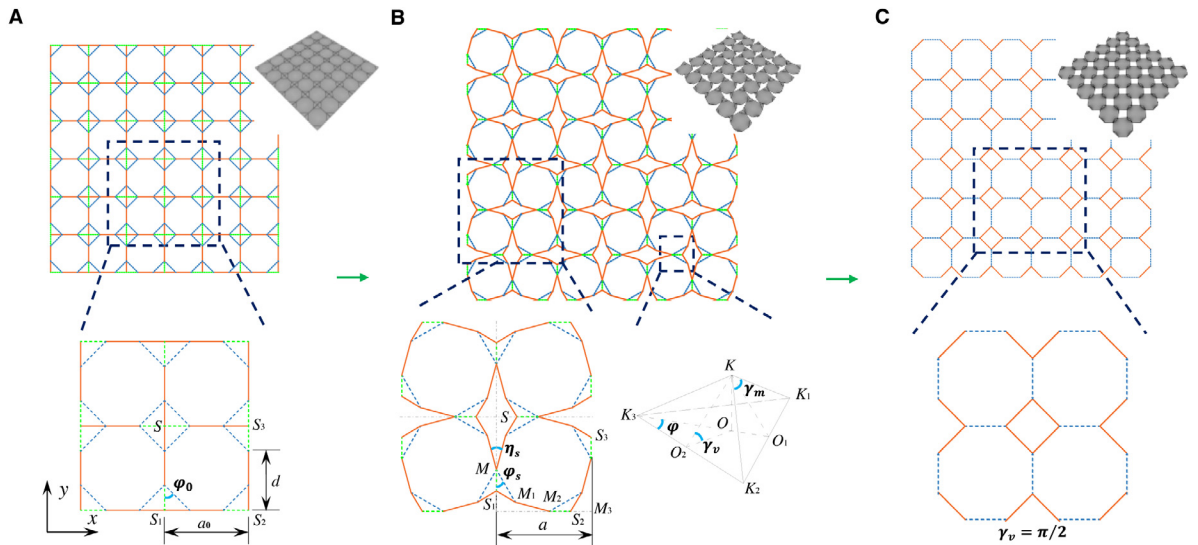 A
B
C
S
S₃
d
φ₀
y
x
S₁
a₀
S₂
S
S₃
ηₛ
M
φₛ
M₁
M₂
M₃
S₁
S₂
a
K
γₘ
K₁
K₃
φ
O
γᵥ
O₁
O₂
K₂
γᵥ = π/2